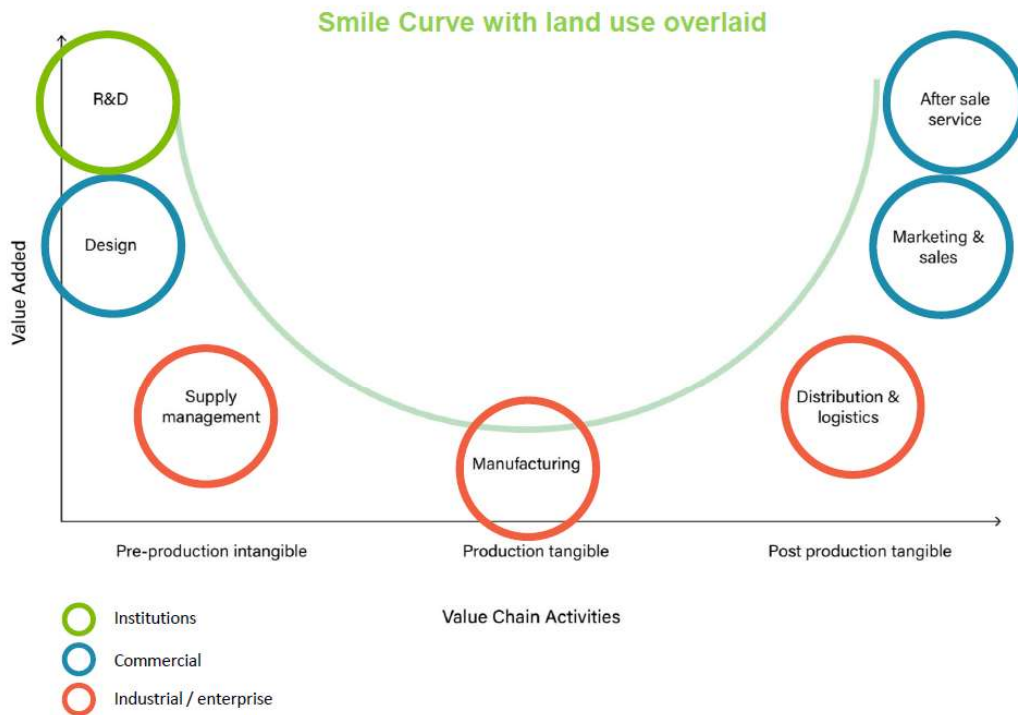 Smile Curve with land use overlaid
R&D
After sale
service
Design
Marketing &
sales
Value Added
Supply
management
Distribution &
logistics
Manufacturing
Pre-production intangible
Production tangible
Post production tangible
Value Chain Activities
Institutions
Commercial
Industrial / enterprise